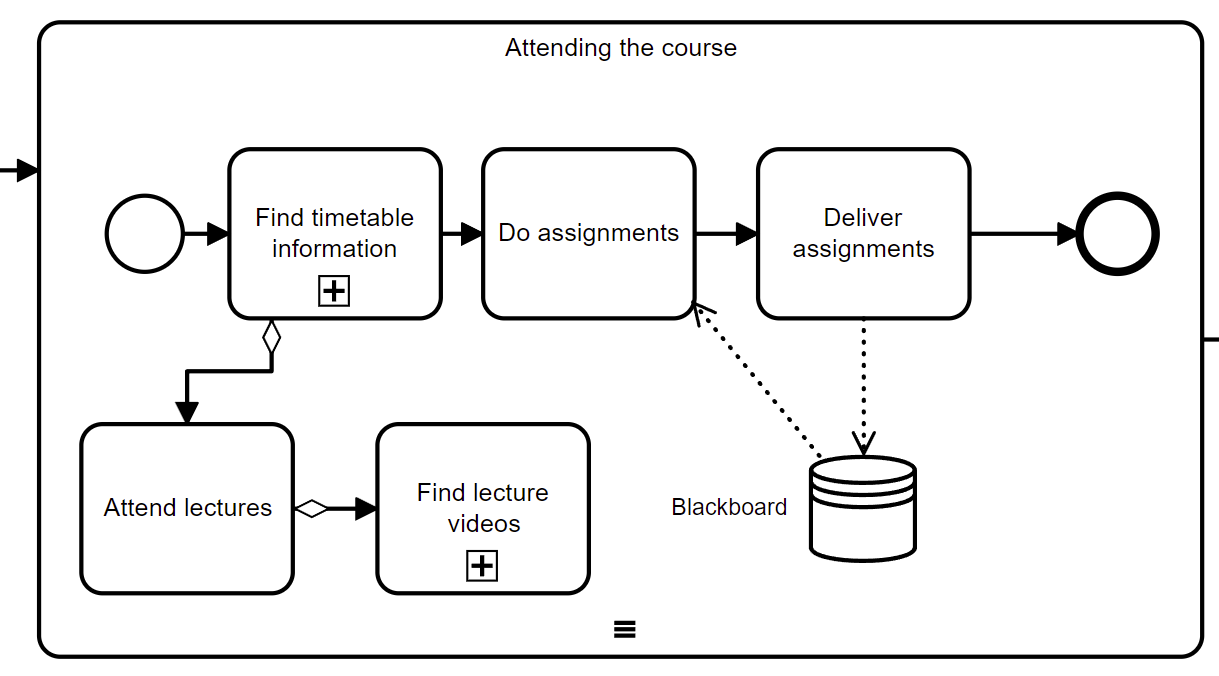 Attending the course
Find timetable
information
Do assignments
Deliver
assignments
Attend lectures
Find lecture
videos
Blackboard